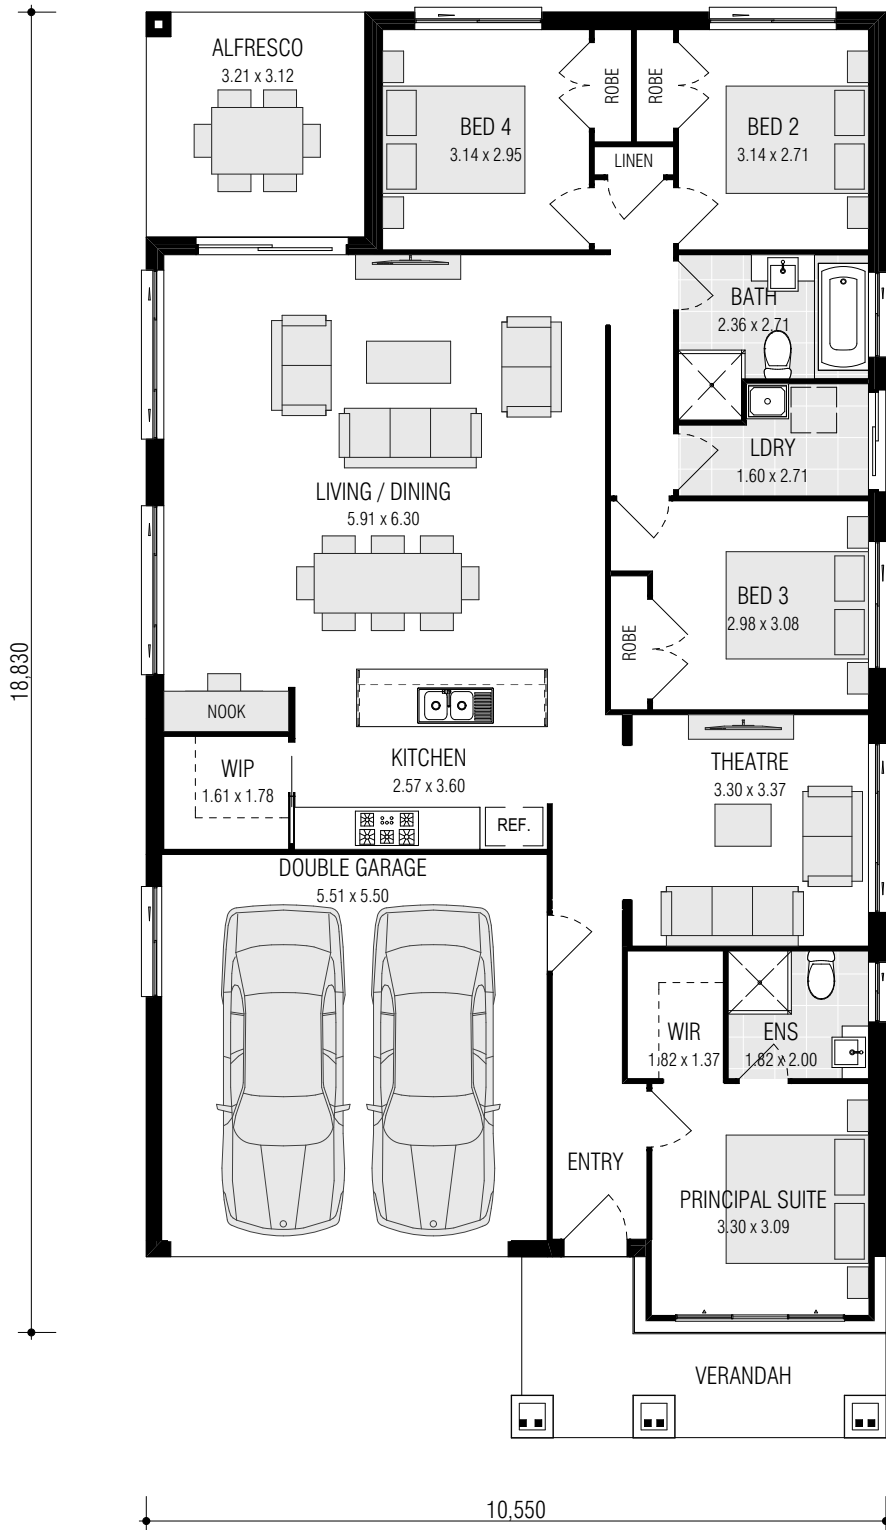 ALFRESCO
3.21 x 3.12
BED 4
3.14 x 2.95
ROBE
ROBE
BED 2
3.14 x 2.71
LINEN
BATH
2.36 x 2.71
LDRY
1.60 x 2.71
LIVING / DINING
5.91 x 6.30
BED 3
2.98 x 3.08
ROBE
18,830
NOOK
WIP
1.61 x 1.78
KITCHEN
2.57 x 3.60
REF.
THEATRE
3.30 x 3.37
DOUBLE GARAGE
5.51 x 5.50
WIR
1.82 x 1.37
ENS
1.82 x 2.00
ENTRY
PRINCIPAL SUITE
3.30 x 3.09
VERANDAH
10,550